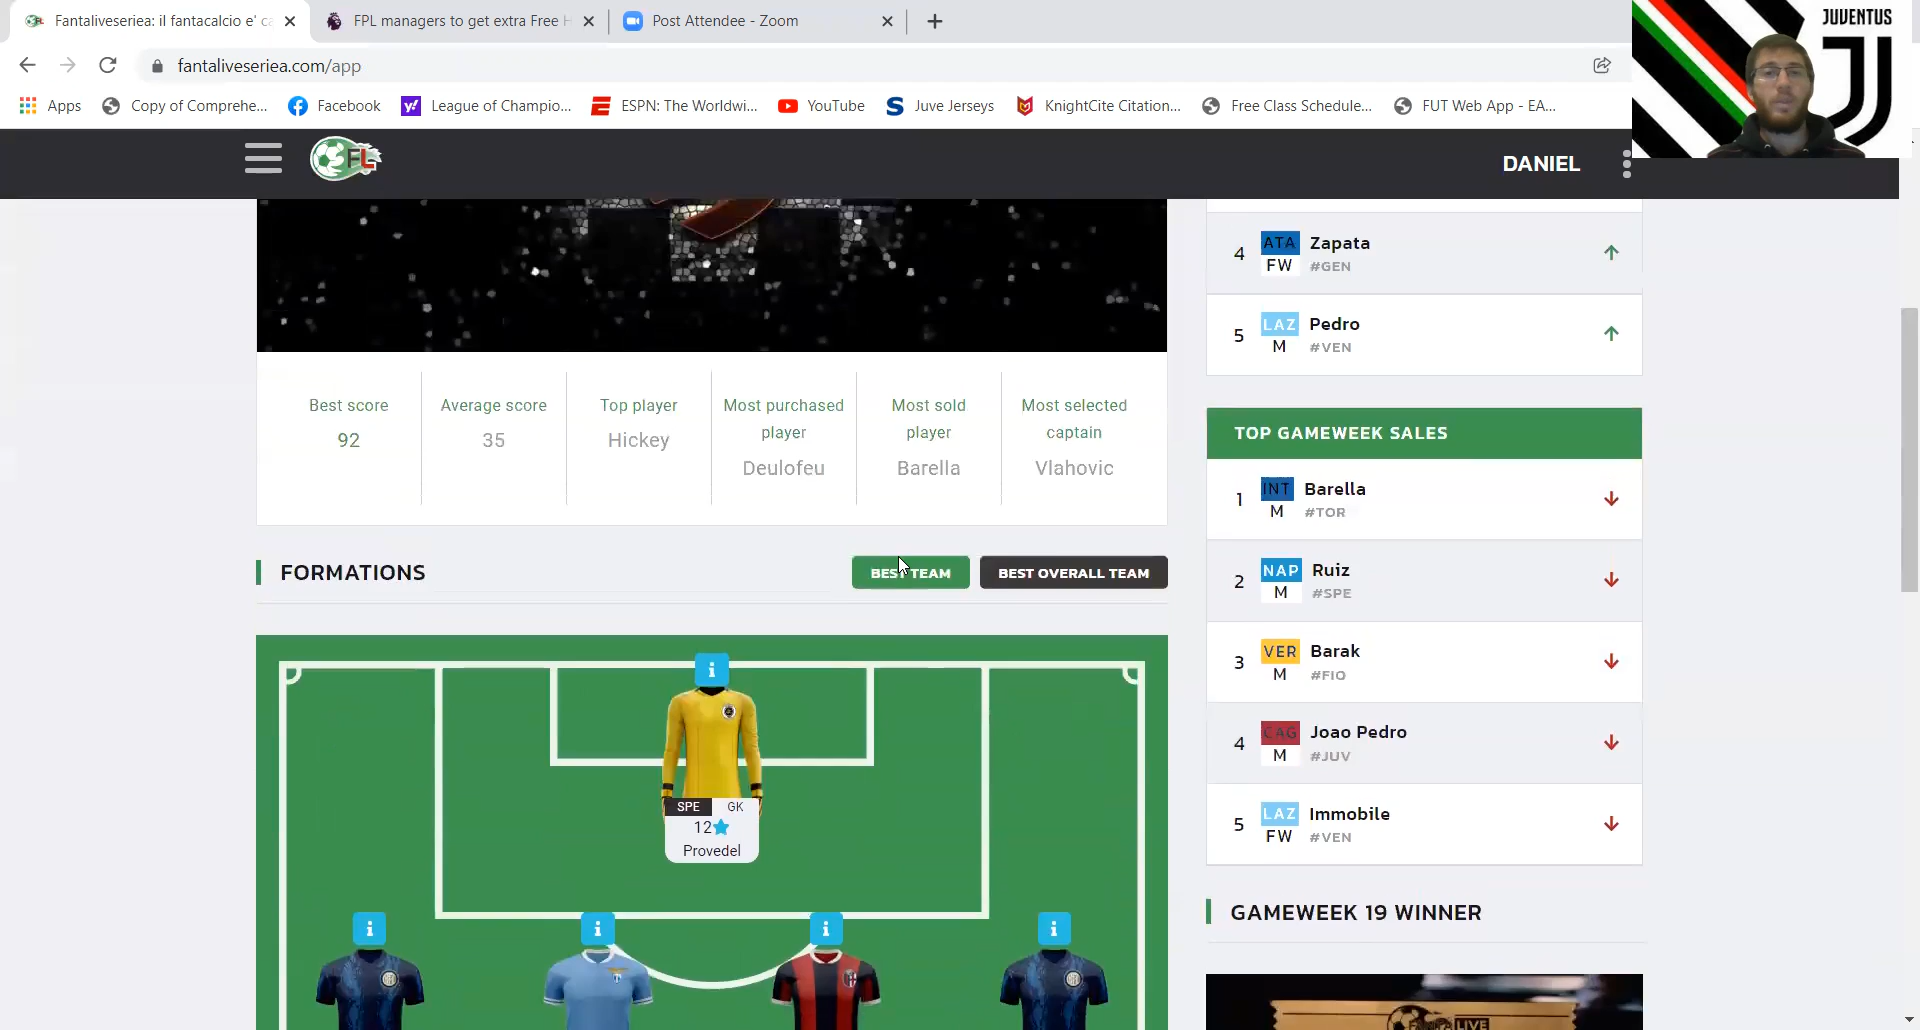 Fantaliveseriea: il fantacalcio e' ca
FPL managers to get extra Free H
Post Attendee - Zoom
fantaliveseriea.com/app
Apps
Copy of Comprehe...
Facebook
League of Champio...
ESPN: The Worldwi...
YouTube
Juve Jerseys
KnightCite Citation...
Free Class Schedule...
FUT Web App - EA...
JUVENTUS
FL
DANIEL
4 ATA Zapata
FW #GEN
5 LAZ Pedro
M #VEN
Best score
92
Average score
35
Top player
Hickey
Most purchased
player
Deulofeu
Most sold
player
Barella
Most selected
captain
Vlahovic
TOP GAMEWEEK SALES
1 INT Barella
M #TOR
2 NAP Ruiz
M #SPE
3 VER Barak
M #FIO
4 CAG Joao Pedro
M #JUV
5 LAZ Immobile
FW #VEN
FORMATIONS
BEST TEAM
BEST OVERALL TEAM
SPE GK
12
Provedel
GAMEWEEK 19 WINNER
LIVE